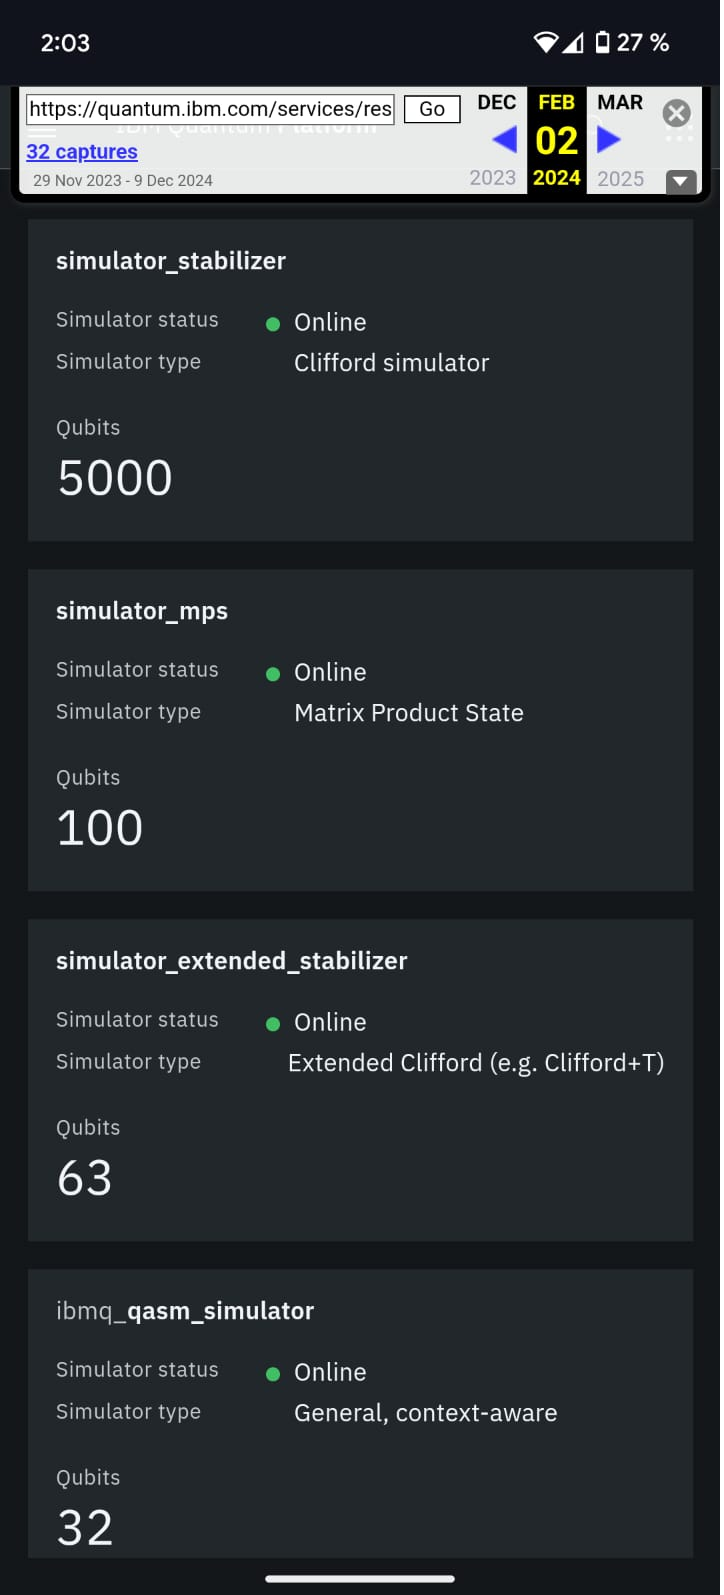 2:03
27 %
https://quantum.ibm.com/services/res Go DEC FEB MAR
IBM Quantum Platform
32 captures 02
29 Nov 2023 - 9 Dec 2024 2023 2024 2025
simulator_stabilizer
Simulator status Online
Simulator type Clifford simulator
Qubits
5000
simulator_mps
Simulator status Online
Simulator type Matrix Product State
Qubits
100
simulator_extended_stabilizer
Simulator status Online
Simulator type Extended Clifford (e.g. Clifford+T)
Qubits
63
ibmq_qasm_simulator
Simulator status Online
Simulator type General, context-aware
Qubits
32